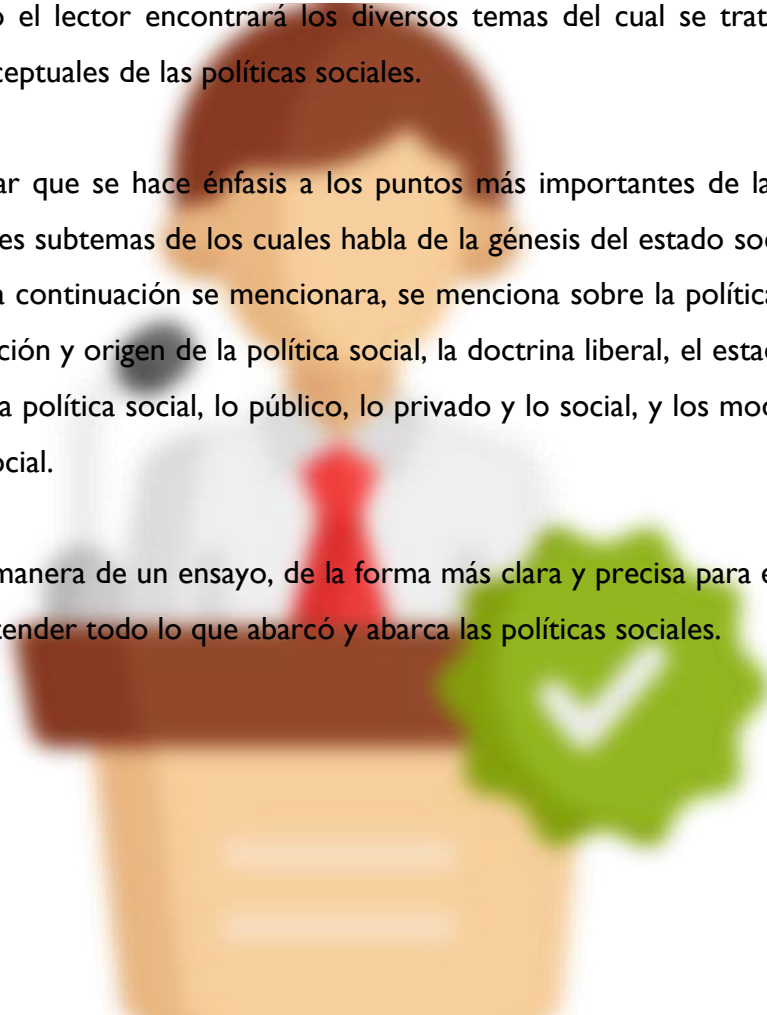 o el lector encontrará los diversos temas del cual se trat
ceptuales de las políticas sociales.
ar que se hace énfasis a los puntos más importantes de la
es subtemas de los cuales habla de la génesis del estado soc
a continuación se mencionara, se menciona sobre la política
ción y origen de la política social, la doctrina liberal, el estad
a política social, lo público, lo privado y lo social, y los mod
ocial.
manera de un ensayo, de la forma más clara y precisa para e
tender todo lo que abarcó y abarca las políticas sociales.